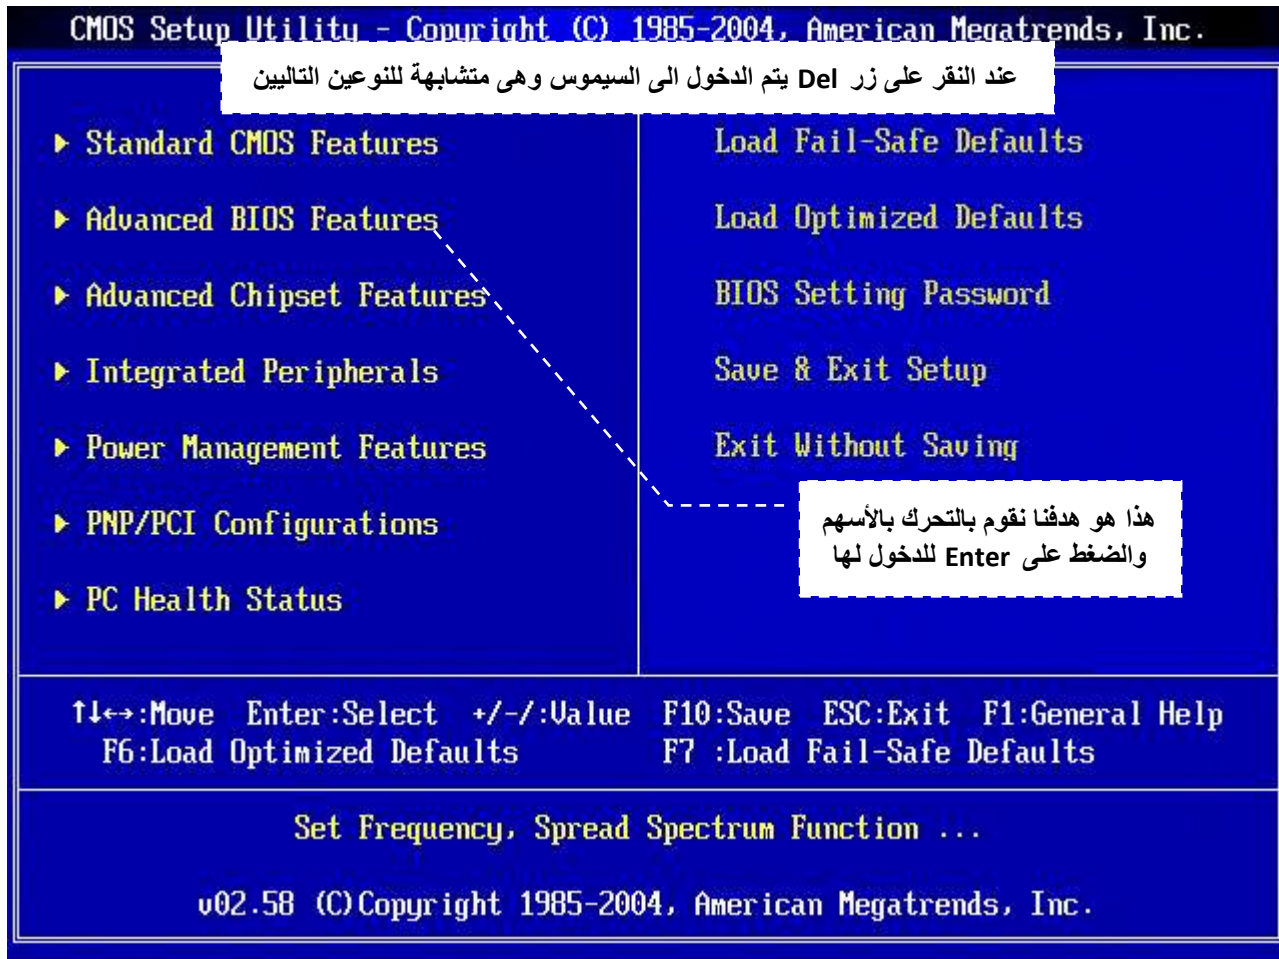 CMOS Setup Utility - Copyright (C) 1985-2004, American Megatrends, Inc.
عند النقر على زر Del يتم الدخول الى السيموس وهى متشابهة للنوعين التاليين
▶ Standard CMOS Features
▶ Advanced BIOS Features
▶ Advanced Chipset Features
▶ Integrated Peripherals
▶ Power Management Features
▶ PNP/PCI Configurations
▶ PC Health Status
Load Fail-Safe Defaults
Load Optimized Defaults
BIOS Setting Password
Save & Exit Setup
Exit Without Saving
هذا هو هدفنا نقوم بالتحرك بالأسهم
والضغط على Enter للدخول لها
↑↓←→:Move Enter:Select +/-/:Value F10:Save ESC:Exit F1:General Help
F6:Load Optimized Defaults F7 :Load Fail-Safe Defaults
Set Frequency, Spread Spectrum Function ...
v02.58 (C)Copyright 1985-2004, American Megatrends, Inc.